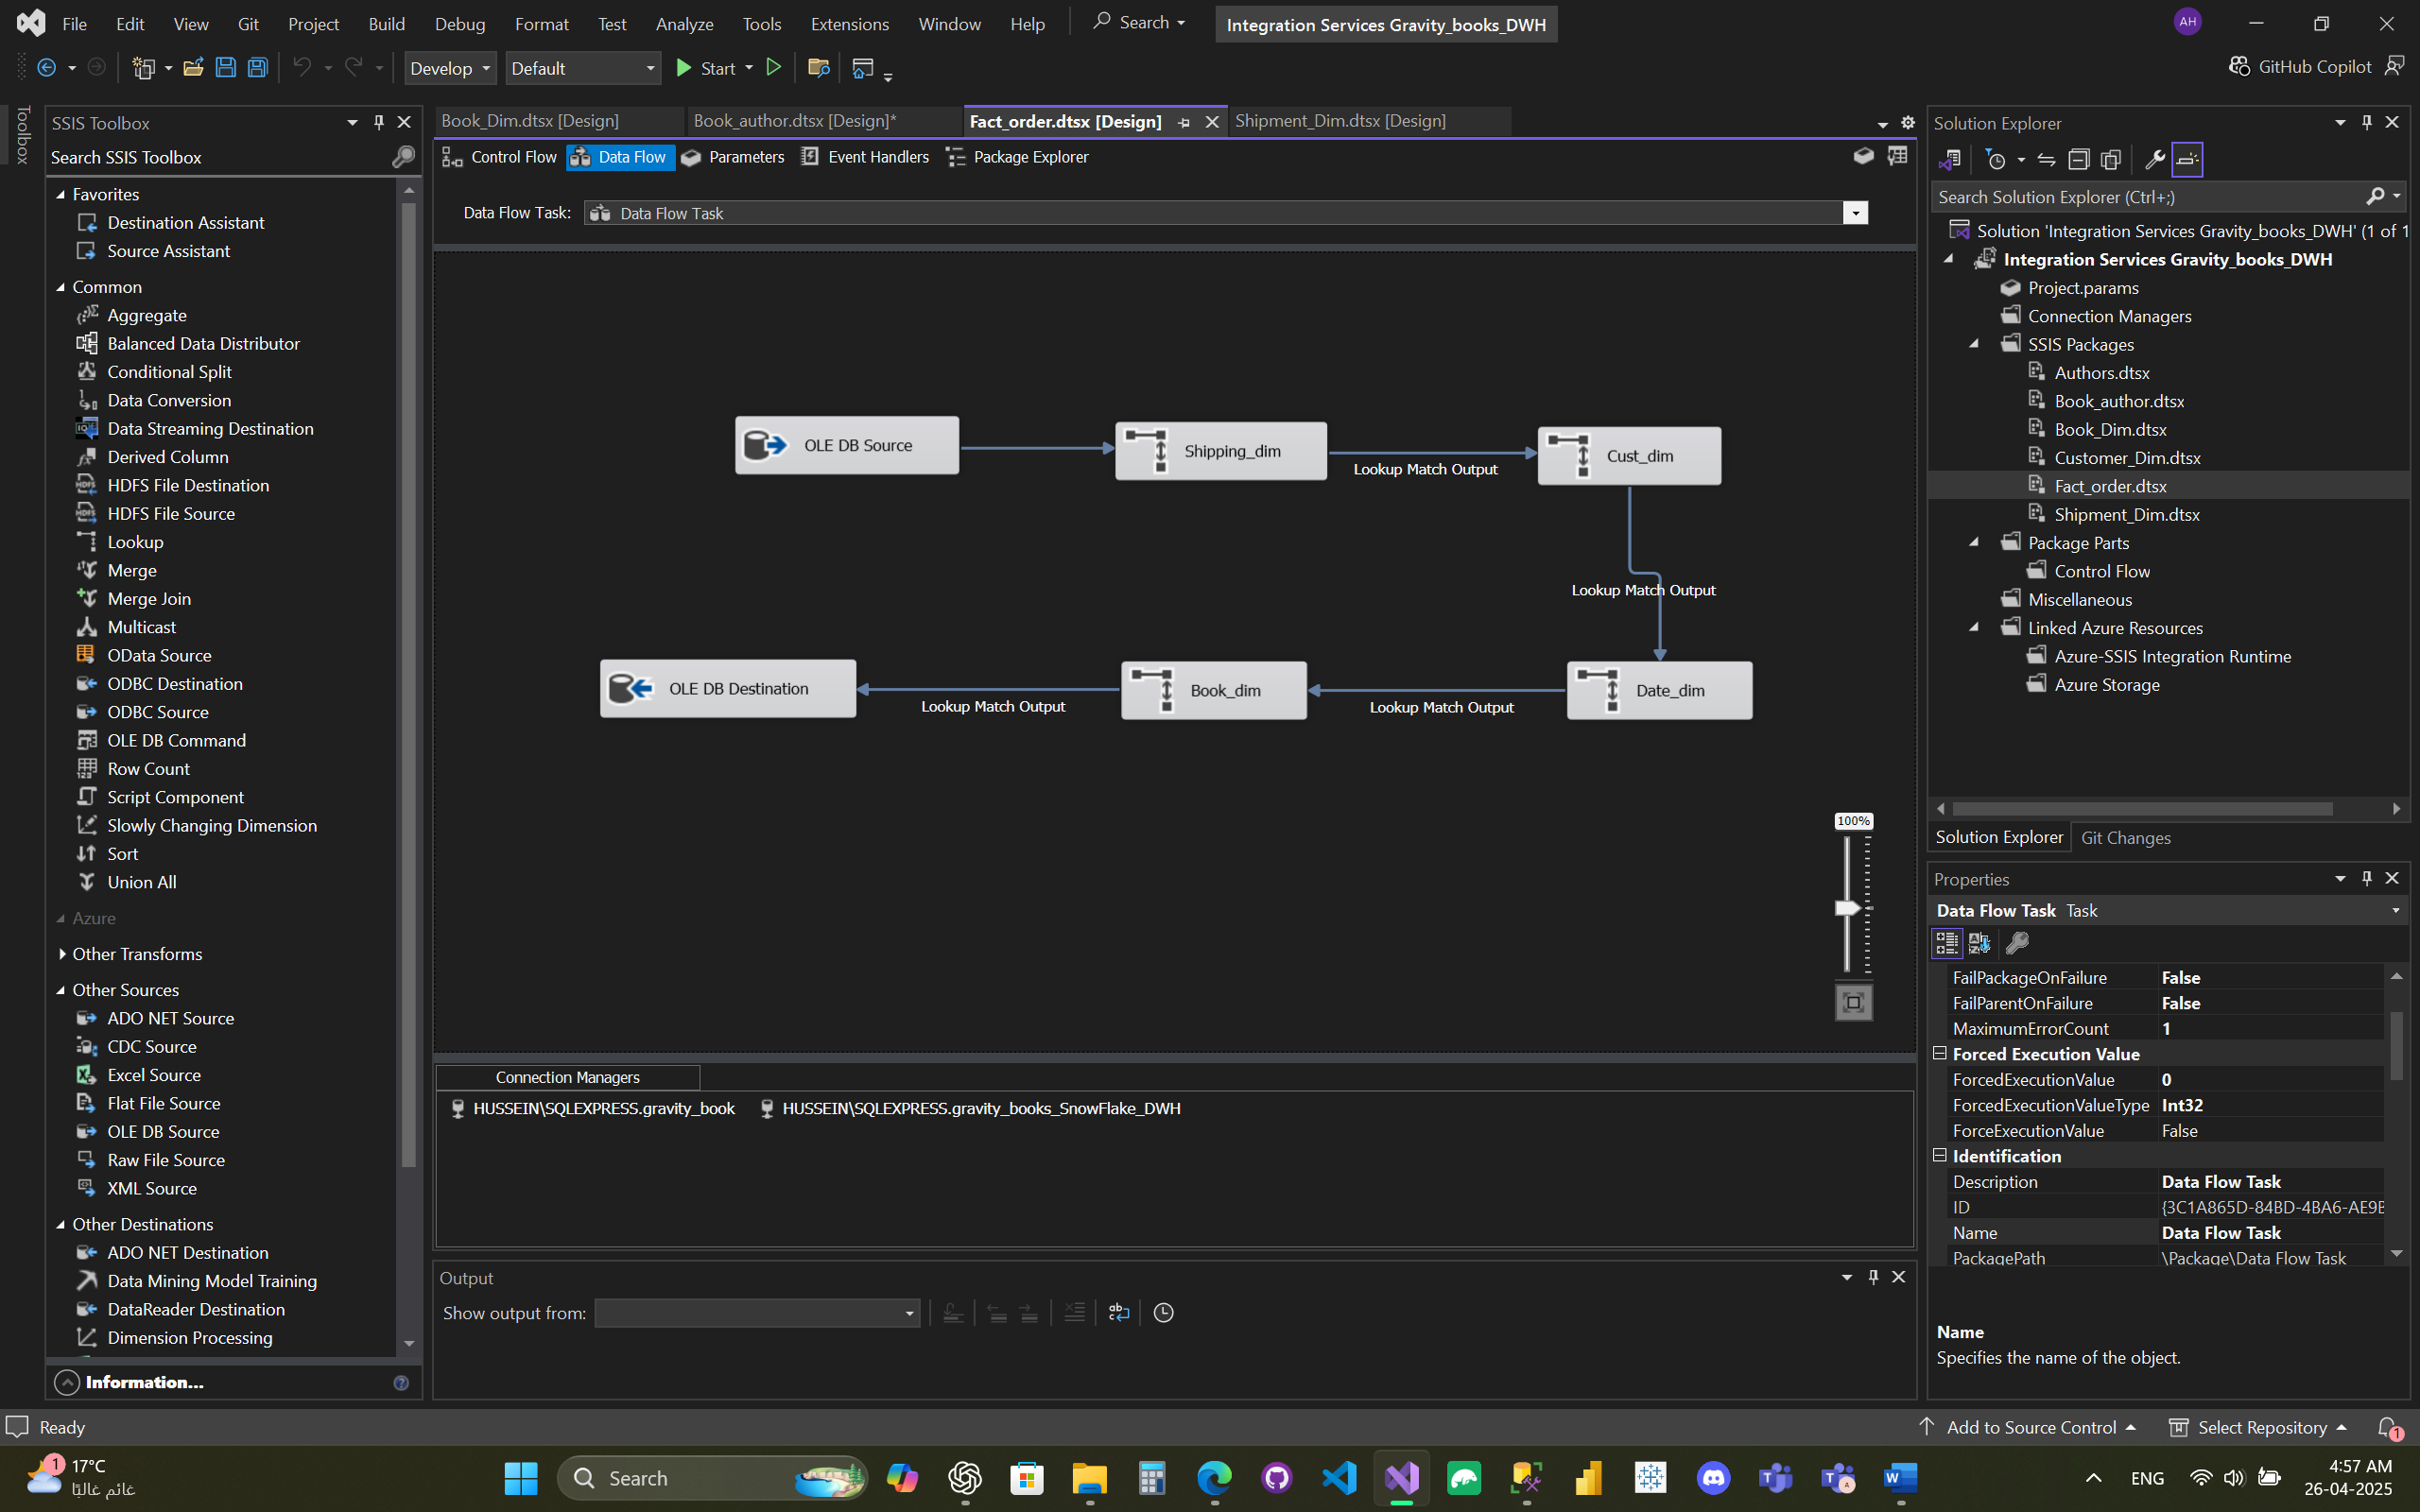 File Edit View Git Project Build Debug Format Test Analyze Tools Extensions Window Help Search Integration Services Gravity_books_DWH AH
Develop Default Start GitHub Copilot
Toolbox
SSIS Toolbox
Search SSIS Toolbox
Favorites
Destination Assistant
Source Assistant
Common
Aggregate
Balanced Data Distributor
Conditional Split
Data Conversion
Data Streaming Destination
Derived Column
HDFS File Destination
HDFS File Source
Lookup
Merge
Merge Join
Multicast
OData Source
ODBC Destination
ODBC Source
OLE DB Command
Row Count
Script Component
Slowly Changing Dimension
Sort
Union All
Azure
Other Transforms
Other Sources
ADO NET Source
CDC Source
Excel Source
Flat File Source
OLE DB Source
Raw File Source
XML Source
Other Destinations
ADO NET Destination
Data Mining Model Training
DataReader Destination
Dimension Processing
Information...
Book_Dim.dtsx [Design] Book_author.dtsx [Design]* Fact_order.dtsx [Design] Shipment_Dim.dtsx [Design]
Control Flow Data Flow Parameters Event Handlers Package Explorer
Data Flow Task: Data Flow Task
OLE DB Source
Shipping_dim
Lookup Match Output
Cust_dim
Lookup Match Output
Date_dim
Lookup Match Output
Book_dim
Lookup Match Output
OLE DB Destination
100%
Connection Managers
HUSSEIN\SQLEXPRESS.gravity_book HUSSEIN\SQLEXPRESS.gravity_books_SnowFlake_DWH
Output
Show output from:
Solution Explorer
Search Solution Explorer (Ctrl+;)
Solution 'Integration Services Gravity_books_DWH' (1 of 1
Integration Services Gravity_books_DWH
Project.params
Connection Managers
SSIS Packages
Authors.dtsx
Book_author.dtsx
Book_Dim.dtsx
Customer_Dim.dtsx
Fact_order.dtsx
Shipment_Dim.dtsx
Package Parts
Control Flow
Miscellaneous
Linked Azure Resources
Azure-SSIS Integration Runtime
Azure Storage
Solution Explorer Git Changes
Properties
Data Flow Task Task
FailPackageOnFailure False
FailParentOnFailure False
MaximumErrorCount 1
Forced Execution Value
ForcedExecutionValue 0
ForcedExecutionValueType Int32
ForceExecutionValue False
Identification
Description Data Flow Task
ID {3C1A865D-84BD-4BA6-AE9B
Name Data Flow Task
PackagePath \Package\Data Flow Task
Name
Specifies the name of the object.
Ready Add to Source Control Select Repository 1
1 17°C
غائم غالبًا
Search
ENG
4:57 AM
26-04-2025